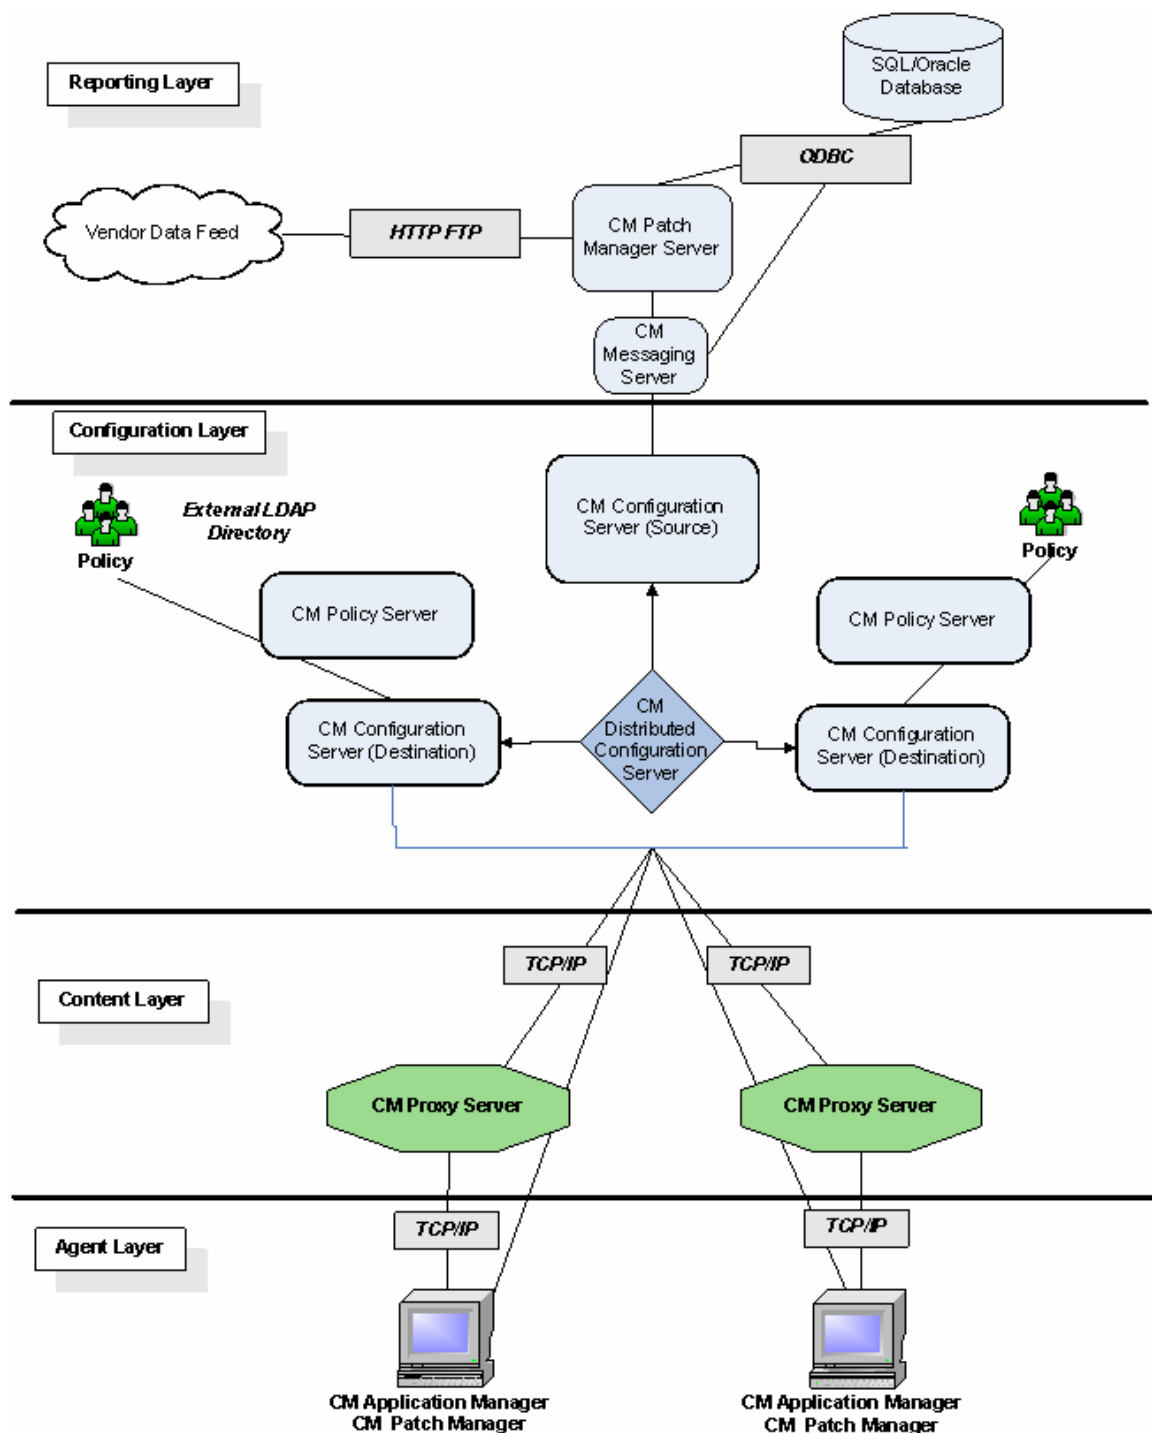 SQL/Oracle
Database
Reporting Layer
ODBC
Vendor Data Feed
HTTP FTP
CM Patch
Manager Server
CM
Messaging
Server
Configuration Layer
External LDAP
Directory
Policy
CM Configuration
Server (Source)
Policy
CM Policy Server
CM Policy Server
CM Configuration
Server (Destination)
CM
Distributed
Configuration
Server
CM Configuration
Server (Destination)
TCP/IP
TCP/IP
Content Layer
CM Proxy Server
CM Proxy Server
Agent Layer
TCP/IP
TCP/IP
CM Application Manager
CM Patch Manager
CM Application Manager
CM Patch Manager